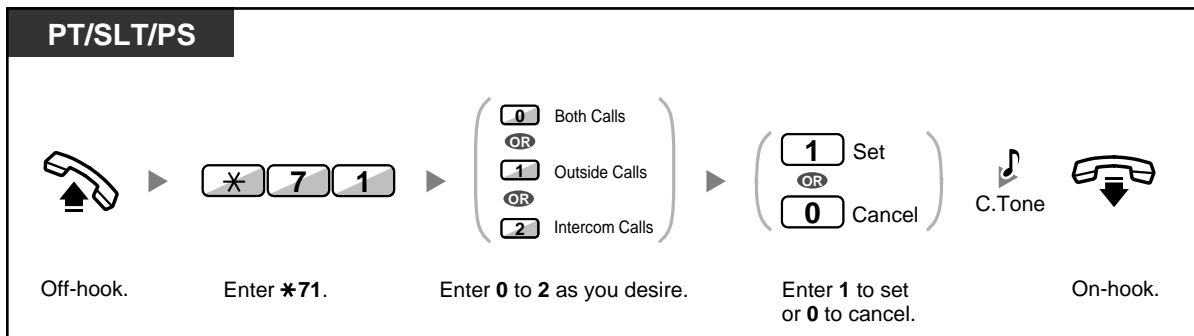 PT/SLT/PS
0 Both Calls
OR
1 Outside Calls
OR
2 Intercom Calls
* 7 1
1 Set
OR
0 Cancel
C.Tone
Off-hook.
Enter *71.
Enter 0 to 2 as you desire.
Enter 1 to set
or 0 to cancel.
On-hook.